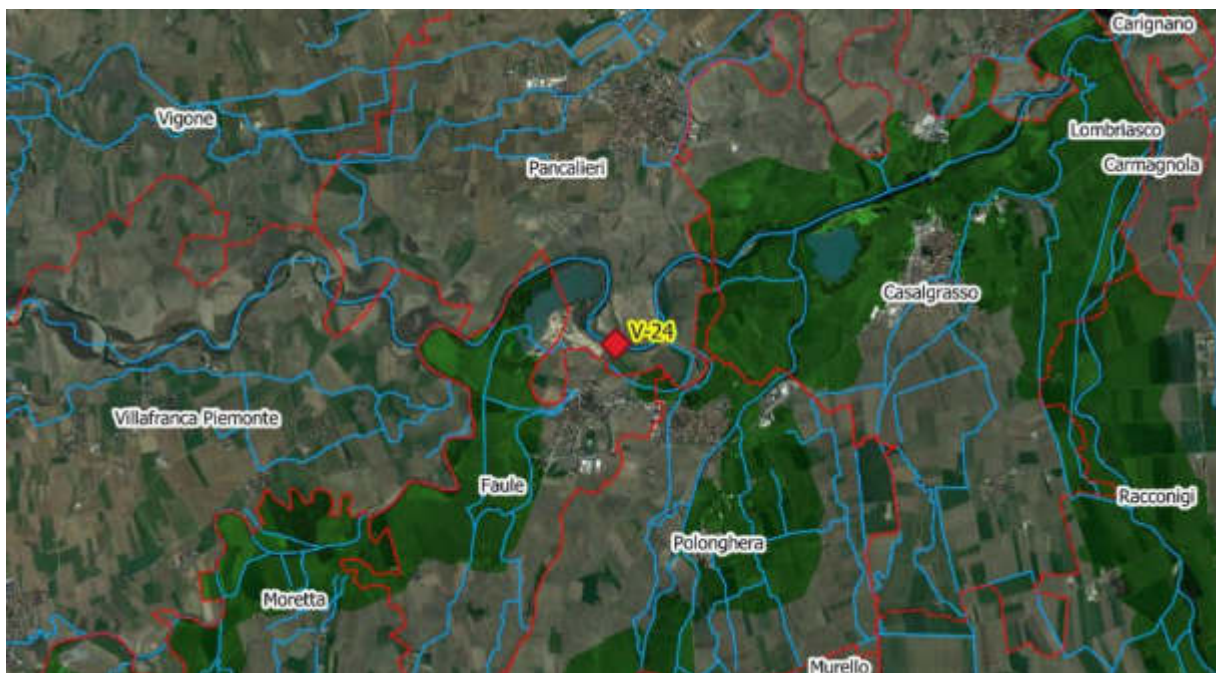 Carignano
Vigone
Lombriasco
Pancalieri
Carmagnola
Casalgrasso
V-24
Villafranca Piemonte
Faule
Racconigi
Polonghera
Moretta
Murello